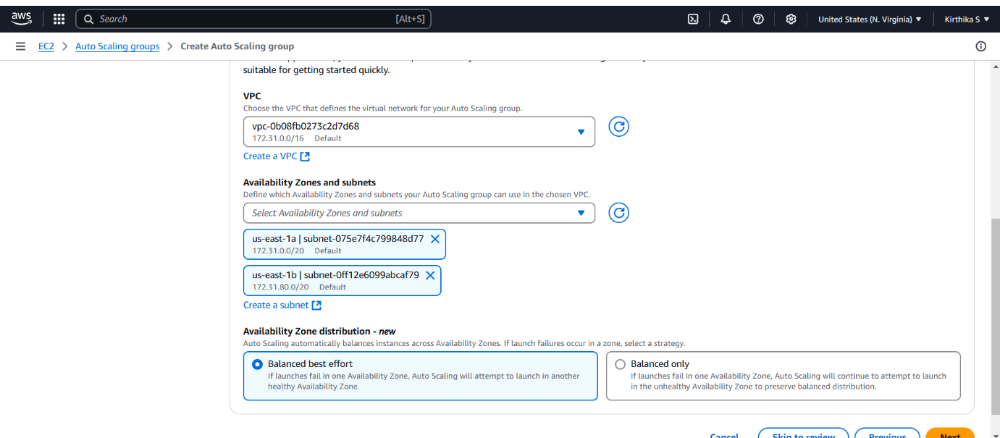 aws
Search [Alt+S]
United States (N. Virginia) ▼
Kirthika S ▼
EC2 > Auto Scaling groups > Create Auto Scaling group
suitable for getting started quickly.
VPC
Choose the VPC that defines the virtual network for your Auto Scaling group.
vpc-0b08fb0273c2d7d68
172.31.0.0/16 Default
Create a VPC
Availability Zones and subnets
Define which Availability Zones and subnets your Auto Scaling group can use in the chosen VPC.
Select Availability Zones and subnets
us-east-1a | subnet-075e7f4c799848d77
172.31.0.0/20 Default
us-east-1b | subnet-0ff12e6099abcaf79
172.31.80.0/20 Default
Create a subnet
Availability Zone distribution - new
Auto Scaling automatically balances instances across Availability Zones. If launch failures occur in a zone, select a strategy.
Balanced best effort
If launches fail in one Availability Zone, Auto Scaling will attempt to launch in another
healthy Availability Zone.
Balanced only
If launches fail in one Availability Zone, Auto Scaling will continue to attempt to launch
in the unhealthy Availability Zone to preserve balanced distribution.
Cancel Skip to review Previous Next